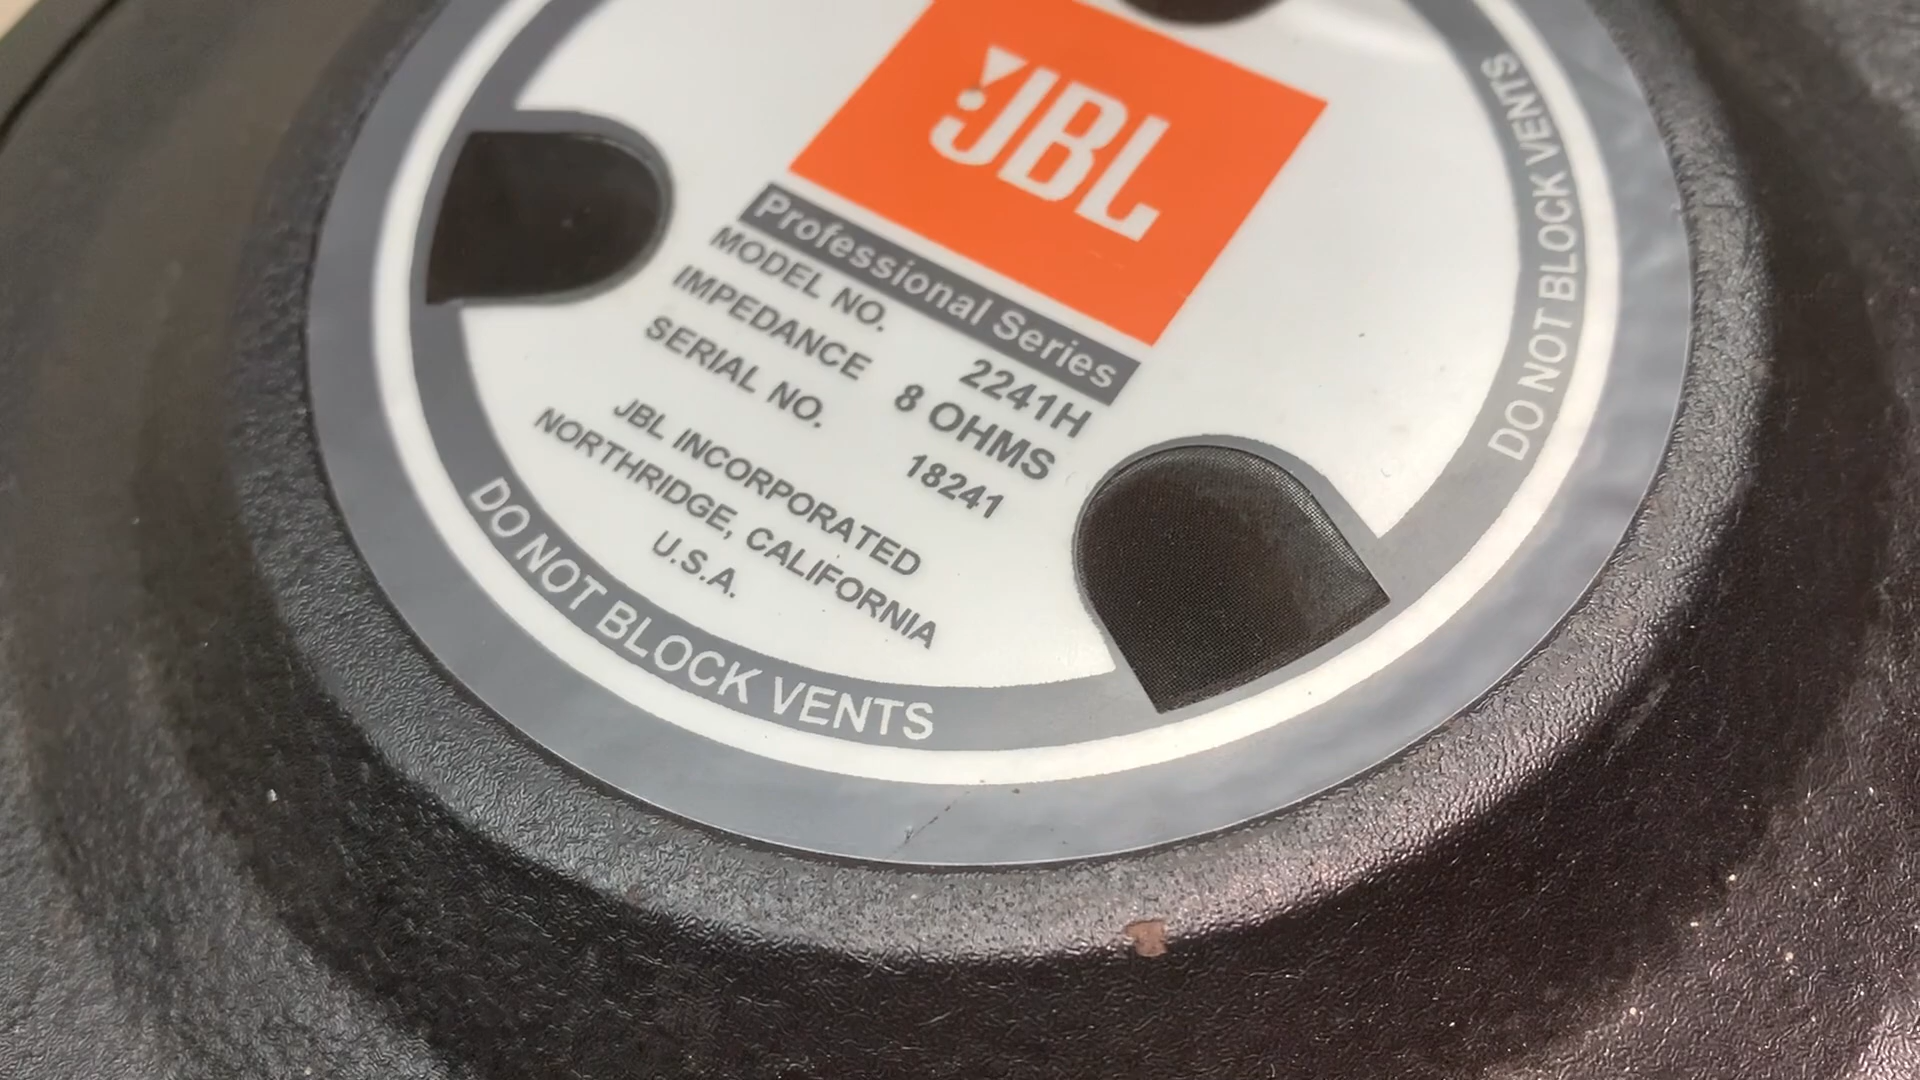 JBL
Professional Series
MODEL NO. 2241H
IMPEDANCE 8 OHMS
SERIAL NO. 18241
JBL INCORPORATED
NORTHRIDGE, CALIFORNIA
U.S.A.
DO NOT BLOCK VENTS
DO NOT BLOCK VENTS